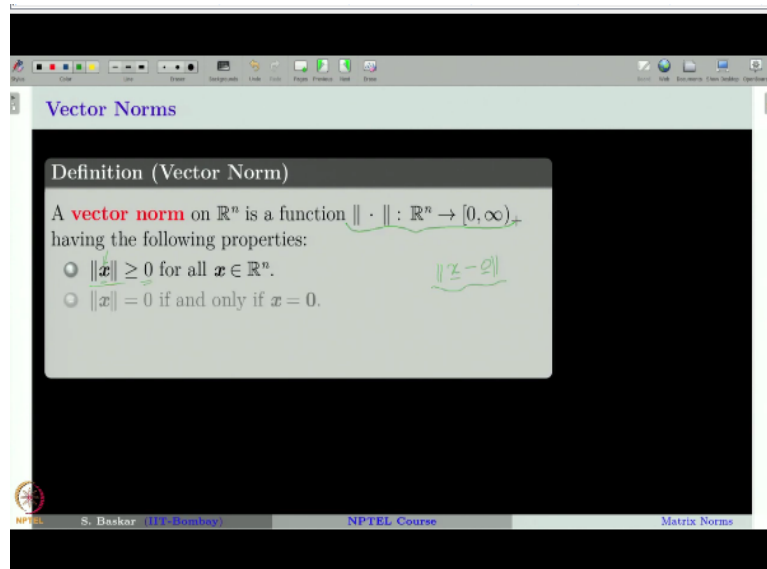 Vector Norms
Definition (Vector Norm)
A vector norm on ℝⁿ is a function ‖ · ‖ : ℝⁿ → [0, ∞)
having the following properties:
‖x‖ ≥ 0 for all x ∈ ℝⁿ.
‖x - 0‖
‖x‖ = 0 if and only if x = 0.
NPTEL
S. Baskar (IIT-Bombay) NPTEL Course Matrix Norms